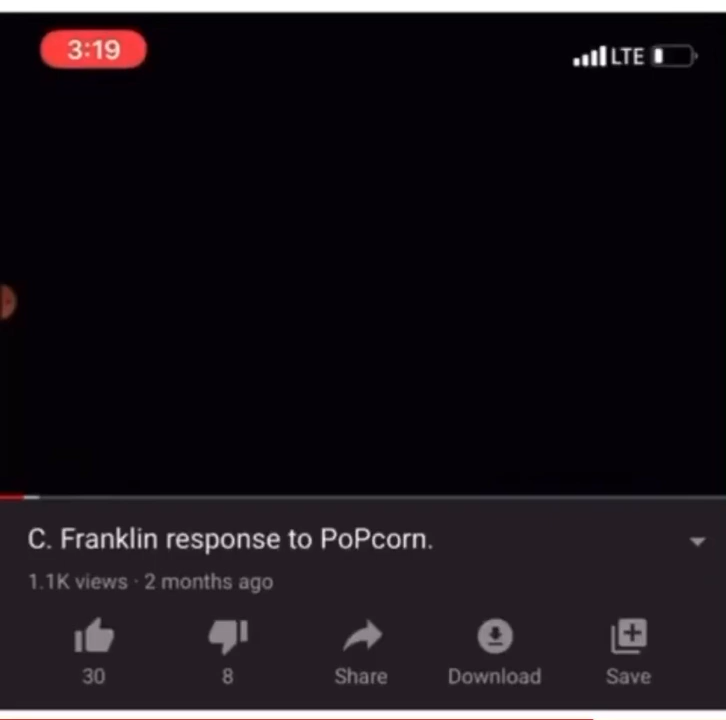 3:19 LTE
C. Franklin response to PoPcorn.
1.1K views · 2 months ago
30 8 Share Download Save